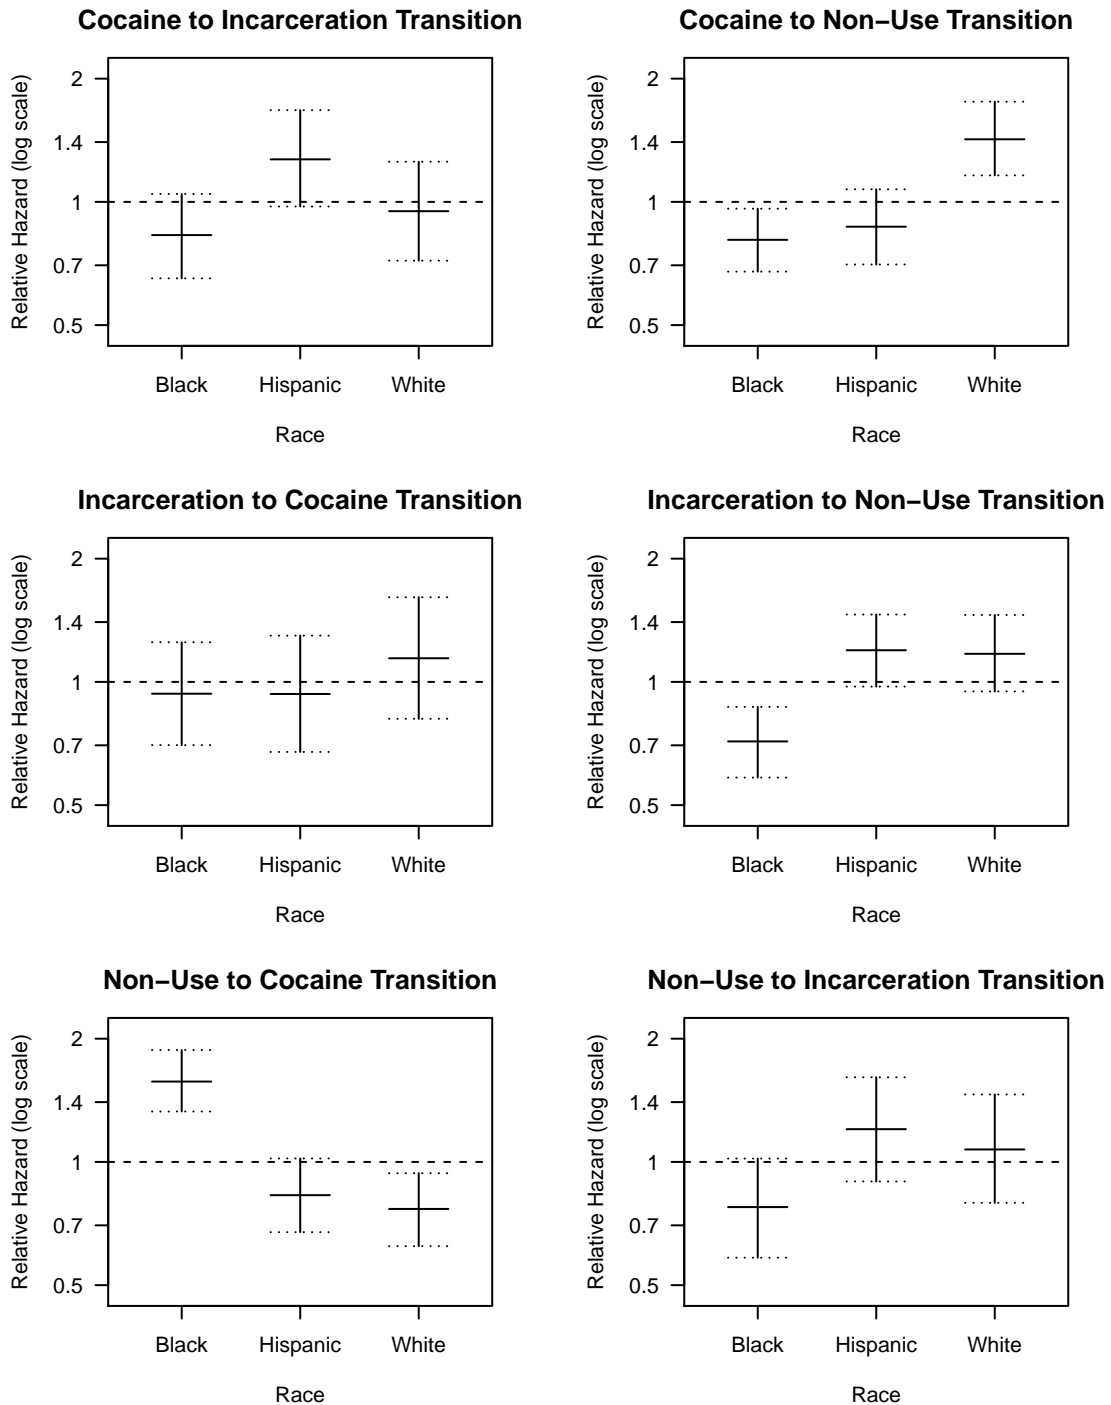 Cocaine to Incarceration Transition
Relative Hazard (log scale)
2
1.4
1
0.7
0.5
Black Hispanic White
Race
Cocaine to Non−Use Transition
Relative Hazard (log scale)
2
1.4
1
0.7
0.5
Black Hispanic White
Race
Incarceration to Cocaine Transition
Relative Hazard (log scale)
2
1.4
1
0.7
0.5
Black Hispanic White
Race
Incarceration to Non−Use Transition
Relative Hazard (log scale)
2
1.4
1
0.7
0.5
Black Hispanic White
Race
Non−Use to Cocaine Transition
Relative Hazard (log scale)
2
1.4
1
0.7
0.5
Black Hispanic White
Race
Non−Use to Incarceration Transition
Relative Hazard (log scale)
2
1.4
1
0.7
0.5
Black Hispanic White
Race